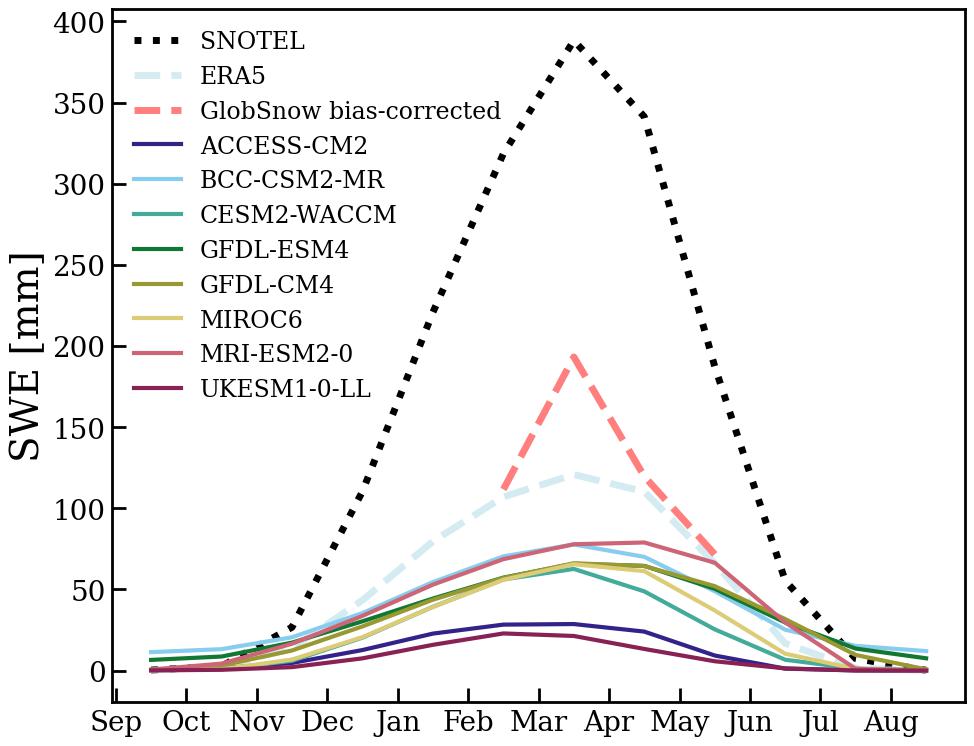 SWE [mm]
400
350
300
250
200
150
100
50
0
SNOTEL
ERA5
GlobSnow bias-corrected
ACCESS-CM2
BCC-CSM2-MR
CESM2-WACCM
GFDL-ESM4
GFDL-CM4
MIROC6
MRI-ESM2-0
UKESM1-0-LL
Sep Oct Nov Dec Jan Feb Mar Apr May Jun Jul Aug